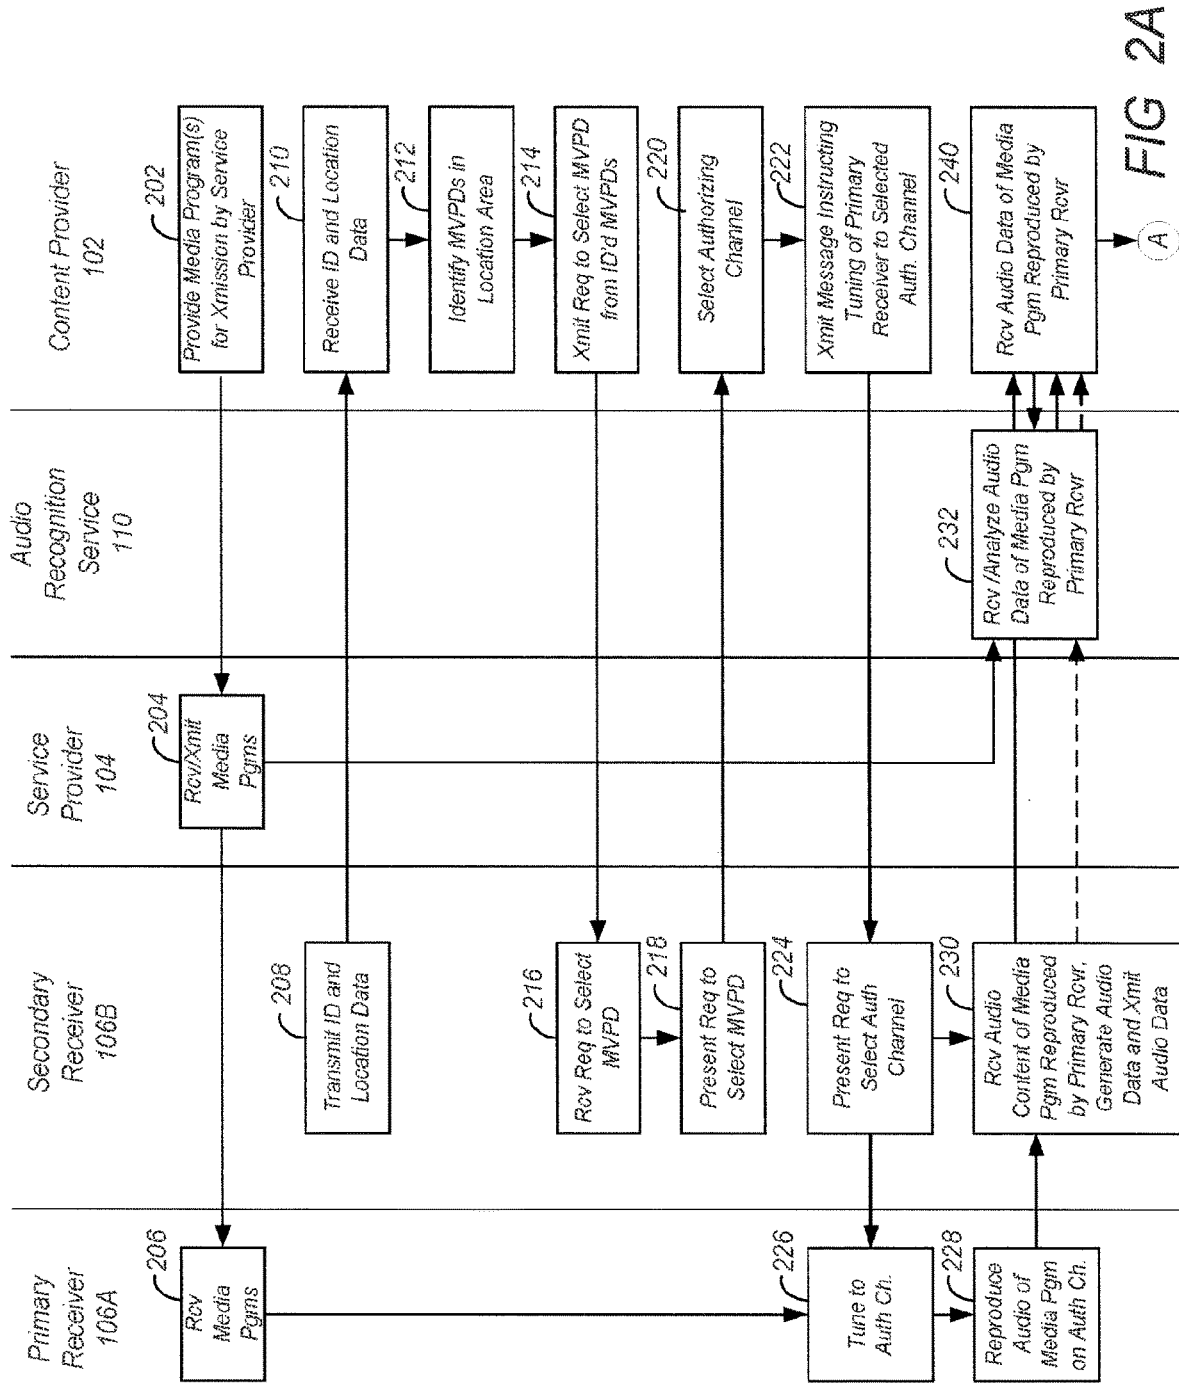 Primary
Receiver
106A
Secondary
Receiver
106B
Service
Provider
104
Audio
Recognition
Service
110
Content Provider
102
206
Rcv
Media
Pgms
204
Rcv/Xmit
Media
Pgms
202
Provide Media Program(s)
for Xmission by Service
Provider
208
Transmit ID and
Location Data
210
Receive ID and Location
Data
212
Identify MVPDs in
Location Area
214
Xmit Req to Select MVPD
from ID'd MVPDs
216
Rcv Req to Select
MVPD
218
Present Req to
Select MVPD
220
Select Authorizing
Channel
222
Xmit Message Instructing
Tuning of Primary
Receiver to Selected
Auth. Channel
224
Present Req to
Select Auth
Channel
226
Tune to
Auth Ch.
228
Reproduce
Audio of
Media Pgm
on Auth Ch.
230
Rcv Audio
Content of Media
Pgm Reproduced
by Primary Rcvr,
Generate Audio
Data and Xmit
Audio Data
232
Rcv /Analyze Audio
Data of Media Pgm
Reproduced by
Primary Rcvr
240
Rcv Audio Data of Media
Pgm Reproduced by
Primary Rcvr
A
FIG 2A